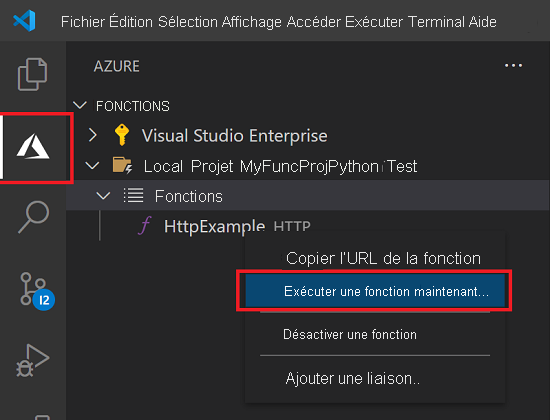 Fichier Édition Sélection Affichage Accéder Exécuter Terminal Aide
AZURE
FONCTIONS
Visual Studio Enterprise
Local Projet MyFuncProjPython Test
Fonctions
HttpExample HTTP
Copier l'URL de la fonction
Exécuter une fonction maintenant...
12
Désactiver une fonction
Ajouter une liaison..